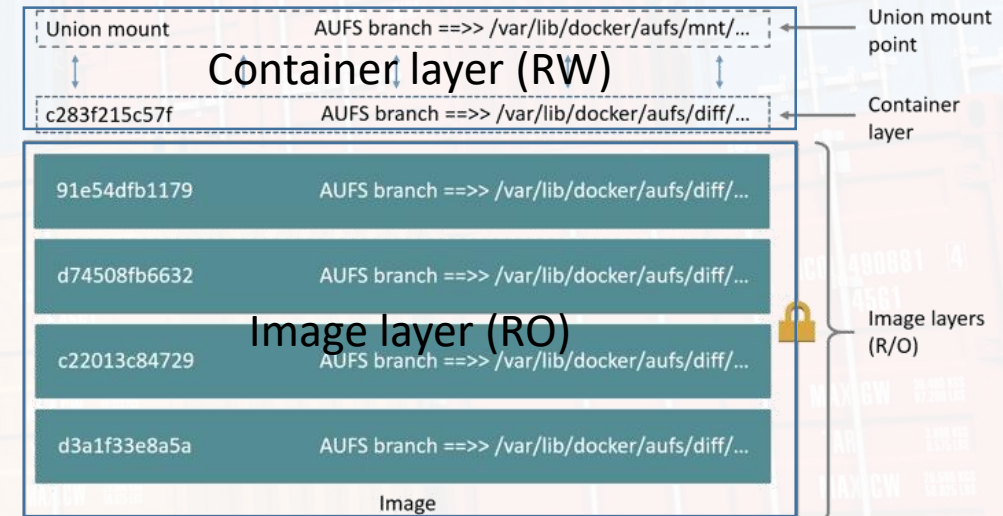 Union mount AUFS branch ==>> /var/lib/docker/aufs/mnt/...
Union mount
point
Container layer (RW)
c283f215c57f AUFS branch ==>> /var/lib/docker/aufs/diff/...
Container
layer
91e54dfb1179 AUFS branch ==>> /var/lib/docker/aufs/diff/...
d74508fb6632 AUFS branch ==>> /var/lib/docker/aufs/diff/...
Image layer (RO)
Image layers
(R/O)
c22013c84729 AUFS branch ==>> /var/lib/docker/aufs/diff/...
d3a1f33e8a5a AUFS branch ==>> /var/lib/docker/aufs/diff/...
Image